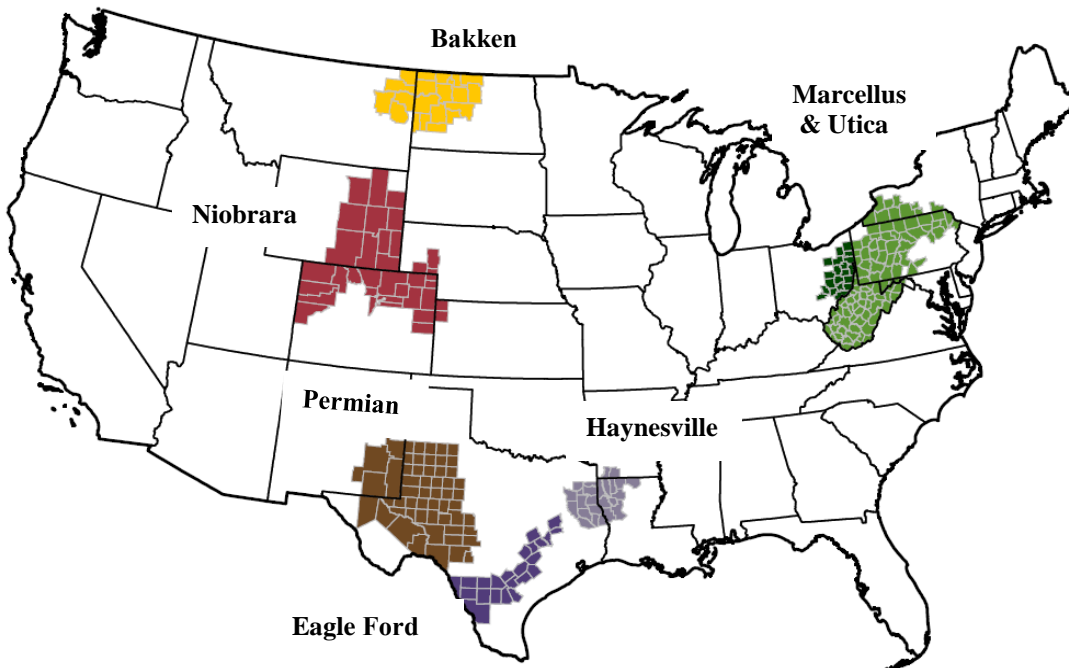 Bakken
Marcellus
& Utica
Niobrara
Permian
Haynesville
Eagle Ford